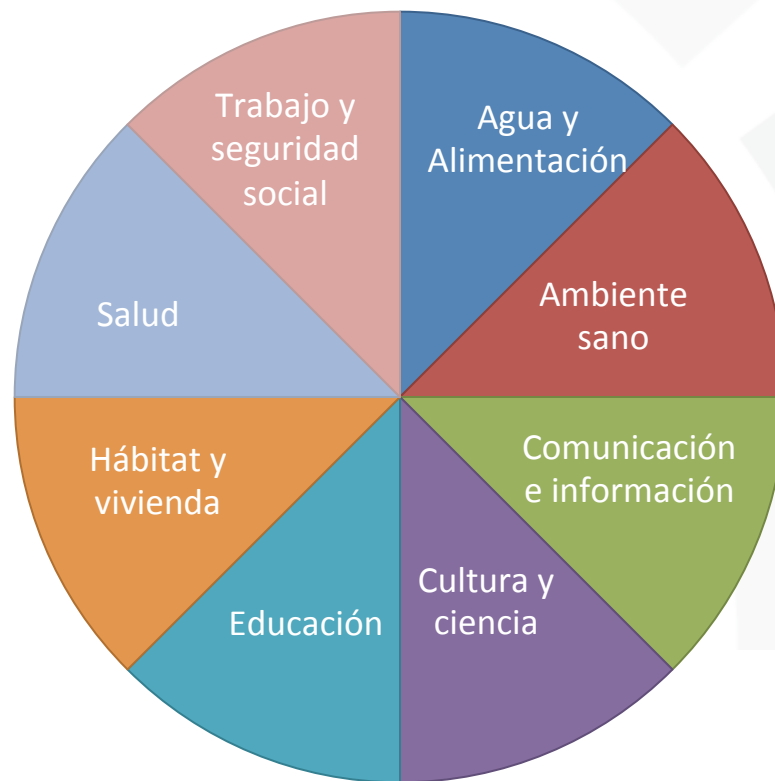 Trabajo y
seguridad
social
Agua y
Alimentación
Ambiente
sano
Salud
Comunicación
e información
Hábitat y
vivienda
Cultura y
ciencia
Educación